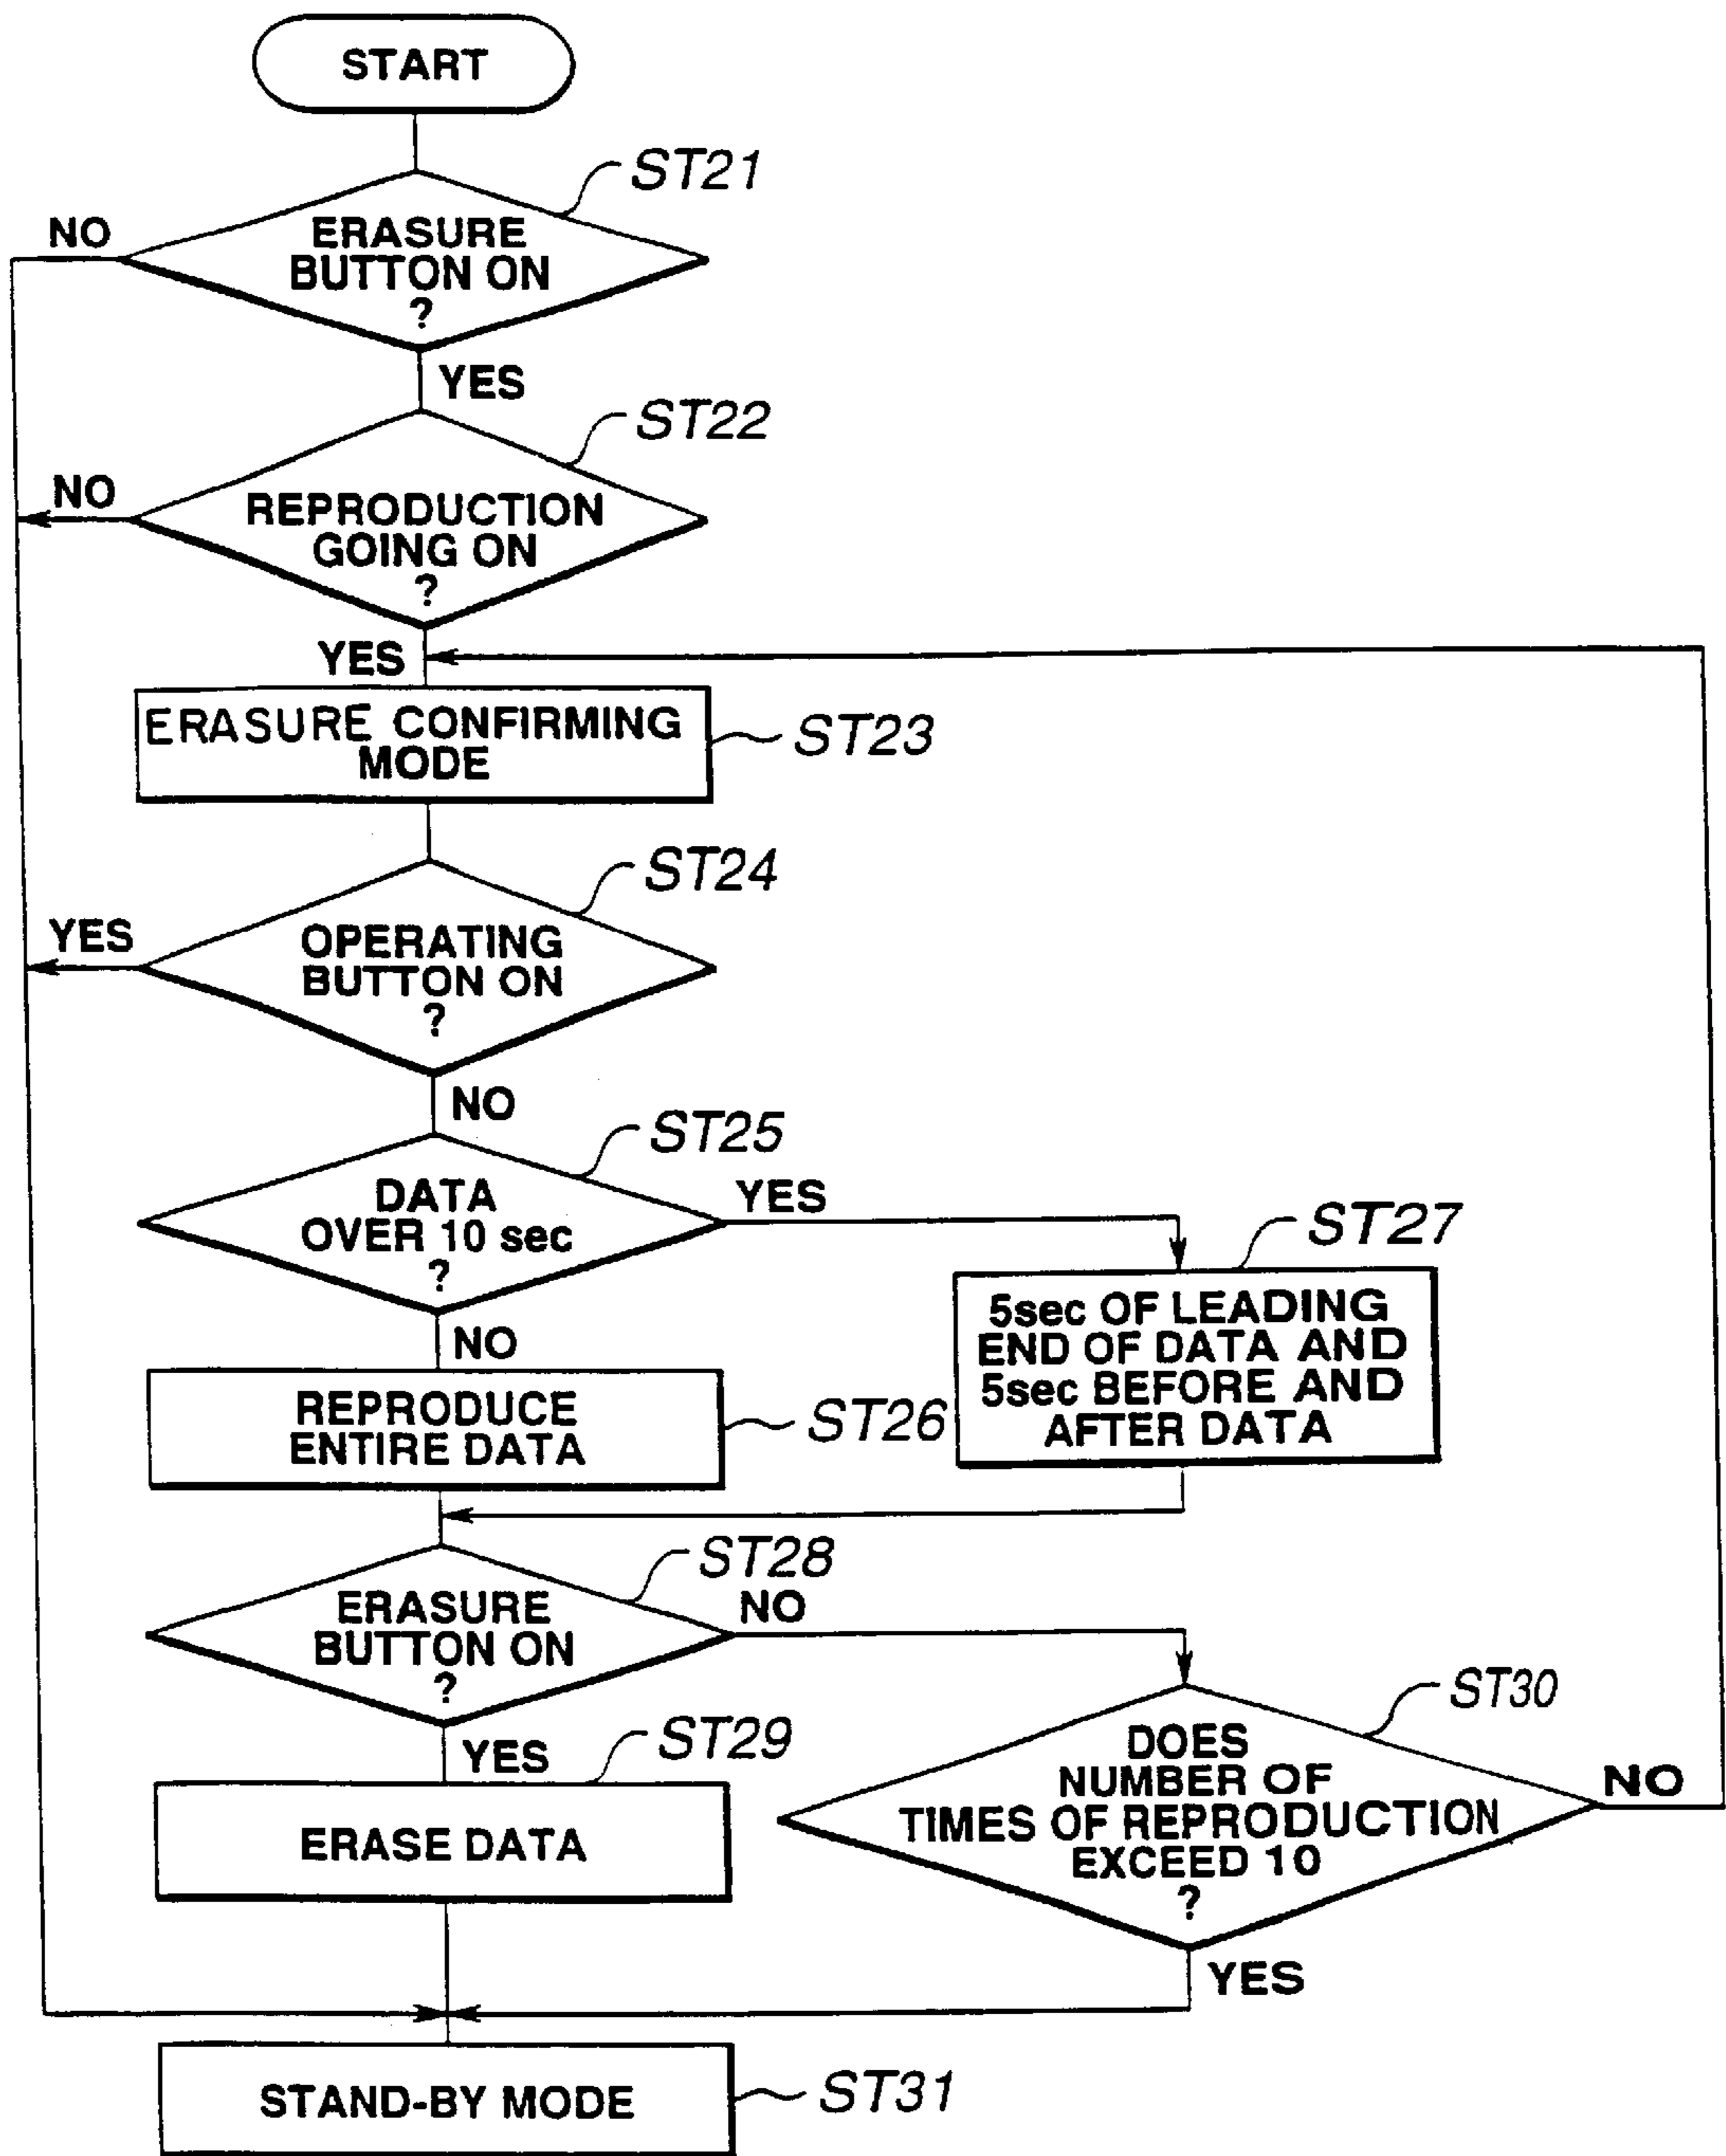 START
ST21
NO
ERASURE
BUTTON ON
?
YES
ST22
NO
REPRODUCTION
GOING ON
?
YES
ERASURE CONFIRMING
MODE
ST23
ST24
YES
OPERATING
BUTTON ON
?
NO
ST25
DATA
OVER 10 sec
?
YES
ST27
5sec OF LEADING
END OF DATA AND
5sec BEFORE AND
AFTER DATA
NO
REPRODUCE
ENTIRE DATA
ST26
ST28
ERASURE
BUTTON ON
?
NO
ST30
DOES
NUMBER OF
TIMES OF REPRODUCTION
EXCEED 10
?
NO
YES
YES
ST29
ERASE DATA
STAND-BY MODE
ST31